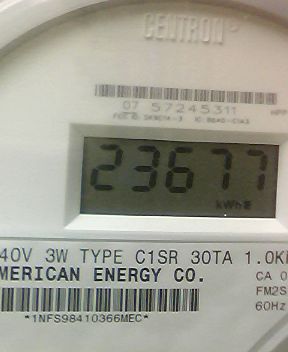 CENTRON®
07 57245311
23677
kWh
40V 3W TYPE C1SR 30TA 1.0K
MERICAN ENERGY CO.
CA 0
FM2S
60Hz
*1NFS98410366MEC*